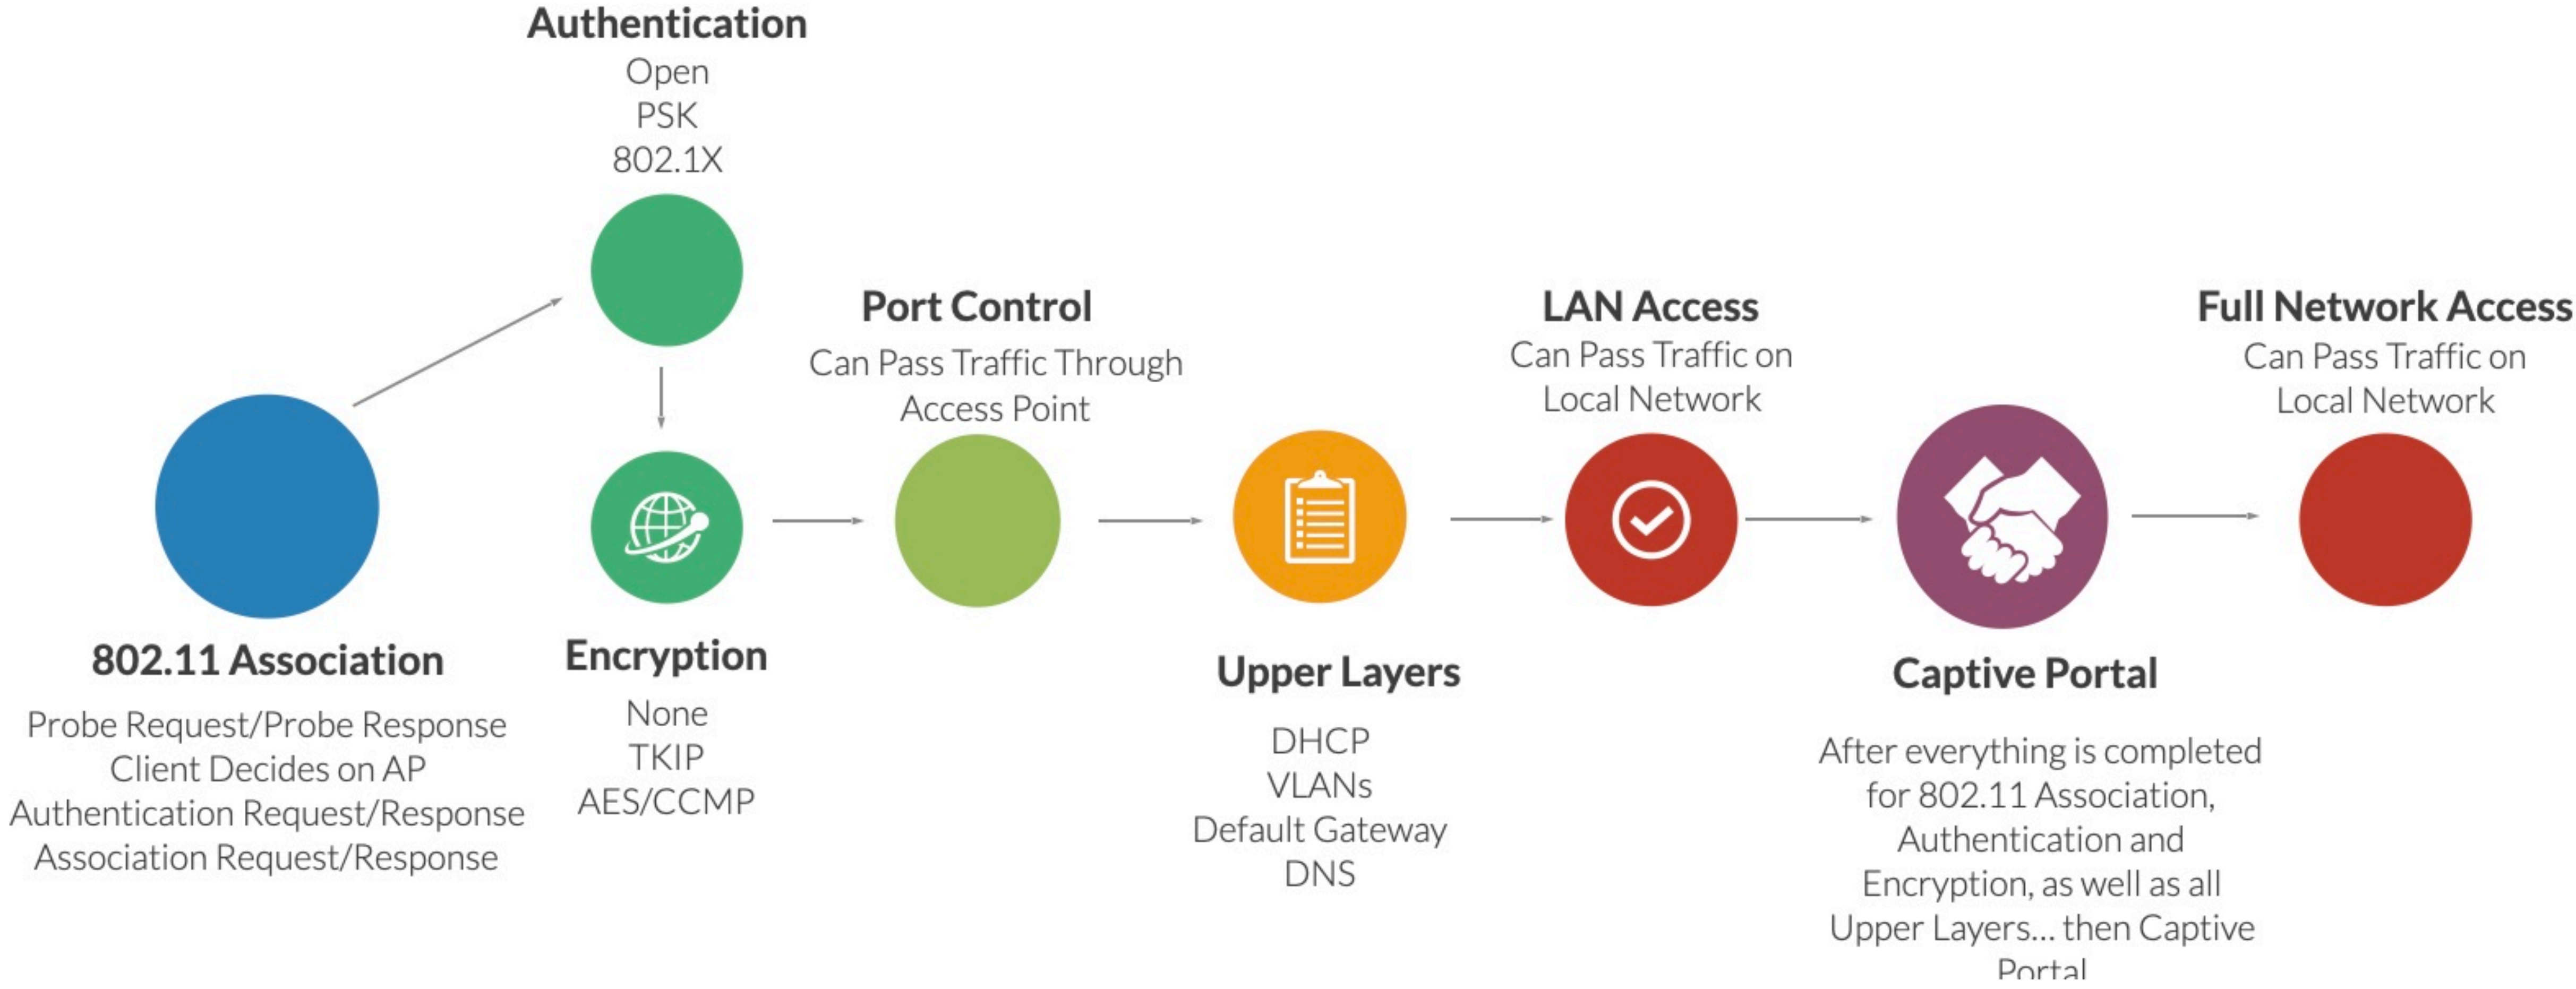 Authentication
Open
PSK
802.1X
802.11 Association
Probe Request/Probe Response
Client Decides on AP
Authentication Request/Response
Association Request/Response
Encryption
None
TKIP
AES/CCMP
Port Control
Can Pass Traffic Through
Access Point
Upper Layers
DHCP
VLANs
Default Gateway
DNS
LAN Access
Can Pass Traffic on
Local Network
Captive Portal
After everything is completed
for 802.11 Association,
Authentication and
Encryption, as well as all
Upper Layers... then Captive
Portal
Full Network Access
Can Pass Traffic on
Local Network